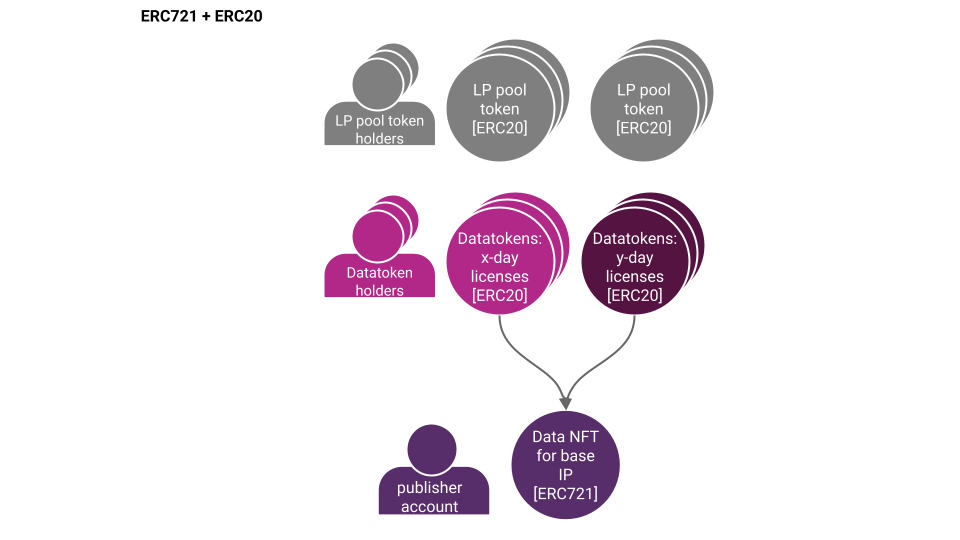 ERC721 + ERC20
LP pool token
holders
LP pool
token
[ERC20]
LP pool
token
[ERC20]
Datatoken
holders
Datatokens:
x-day
licenses
[ERC20]
Datatokens:
y-day
licenses
[ERC20]
publisher
account
Data NFT
for base
IP
[ERC721]